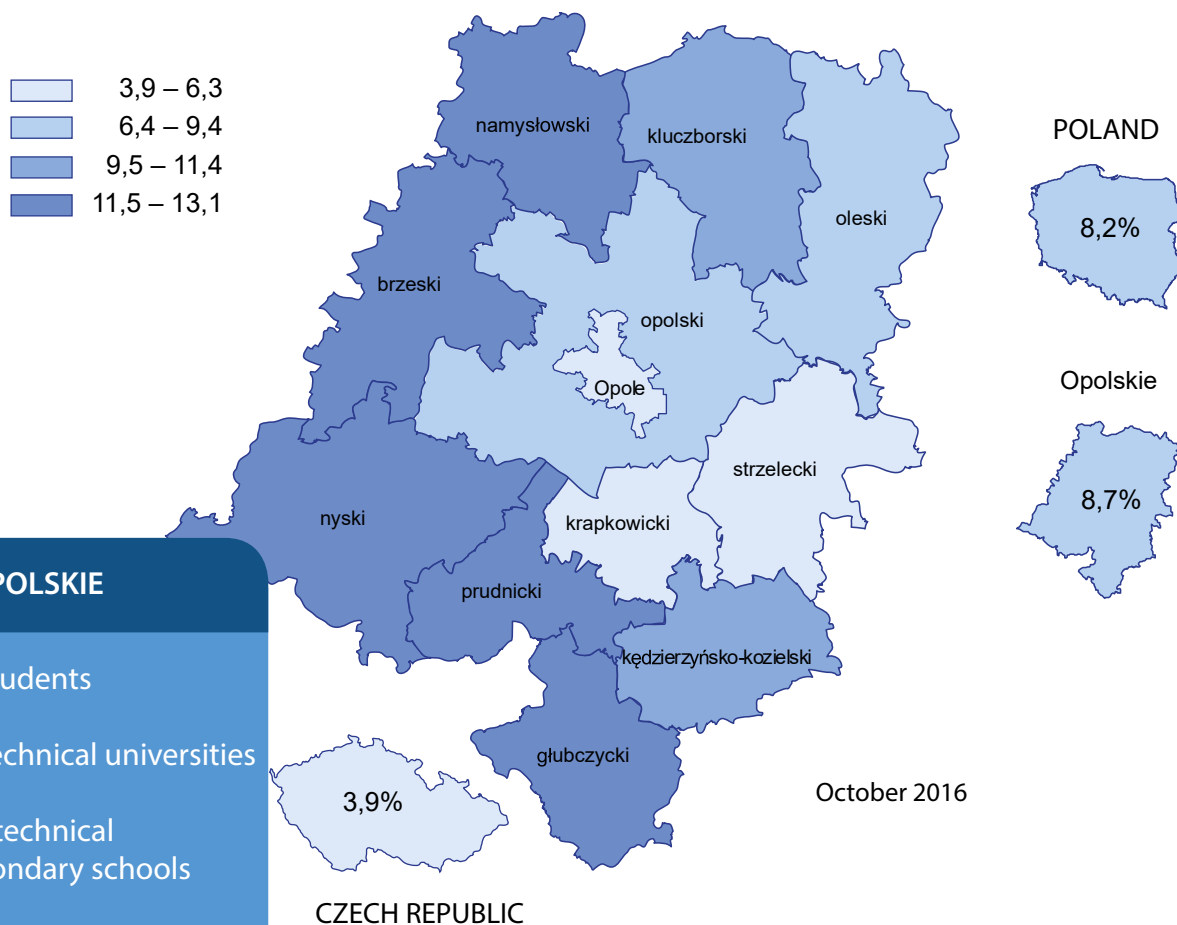 3,9 – 6,3
6,4 – 9,4
9,5 – 11,4
11,5 – 13,1
namysłowski
kluczborski
oleski
brzeski
opolski
Opole
strzelecki
nyski
krapkowicki
prudnicki
kędzierzyńsko-kozielski
głubczycki
POLAND
8,2%
Opolskie
8,7%
POLSKIE
udents
echnical universities
technical
ondary schools
3,9%
CZECH REPUBLIC
October 2016